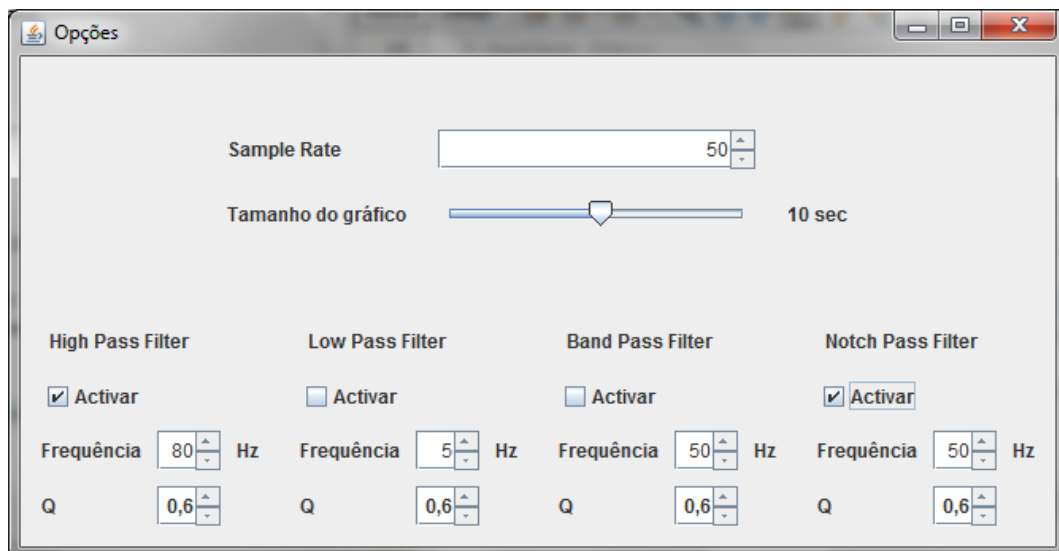 Opções
Sample Rate 50
Tamanho do gráfico 10 sec
High Pass Filter Low Pass Filter Band Pass Filter Notch Pass Filter
Activar Activar Activar Activar
Frequência 80 Hz Frequência 5 Hz Frequência 50 Hz Frequência 50 Hz
Q 0,6 Q 0,6 Q 0,6 Q 0,6